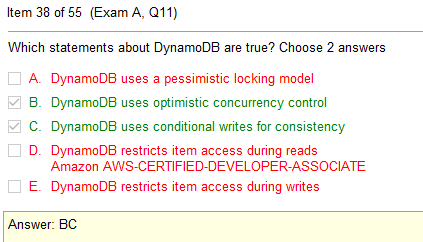 Item 38 of 55 (Exam A, Q11)
Which statements about DynamoDB are true? Choose 2 answers
A. DynamoDB uses a pessimistic locking model
B. DynamoDB uses optimistic concurrency control
C. DynamoDB uses conditional writes for consistency
D. DynamoDB restricts item access during reads
Amazon AWS-CERTIFIED-DEVELOPER-ASSOCIATE
E. DynamoDB restricts item access during writes
Answer: BC